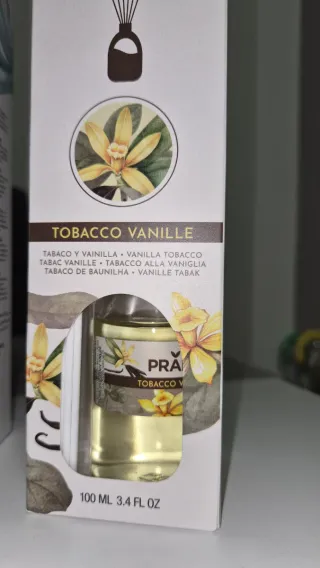 TOBACCO VANILLE
TABACO Y VAINILLA • VANILLA TOBACCO
TABAC VANILLE • TABACCO ALLA VANIGLIA
TABACO DE BAUNILHA • VANILLE TABAK
TOBACCO
100 ML 3.4 FL OZ